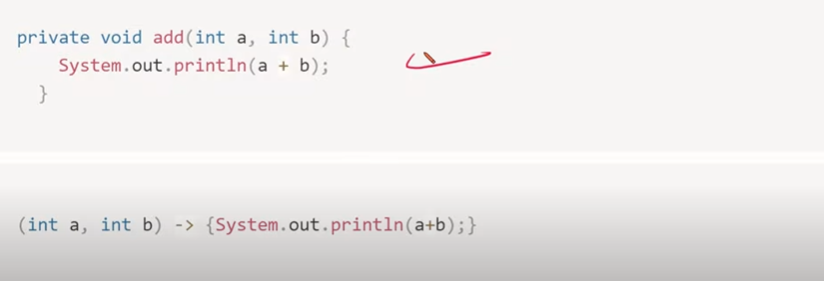 private void add(int a, int b) {
System.out.println(a + b);
}
(int a, int b) -> {System.out.println(a+b);}